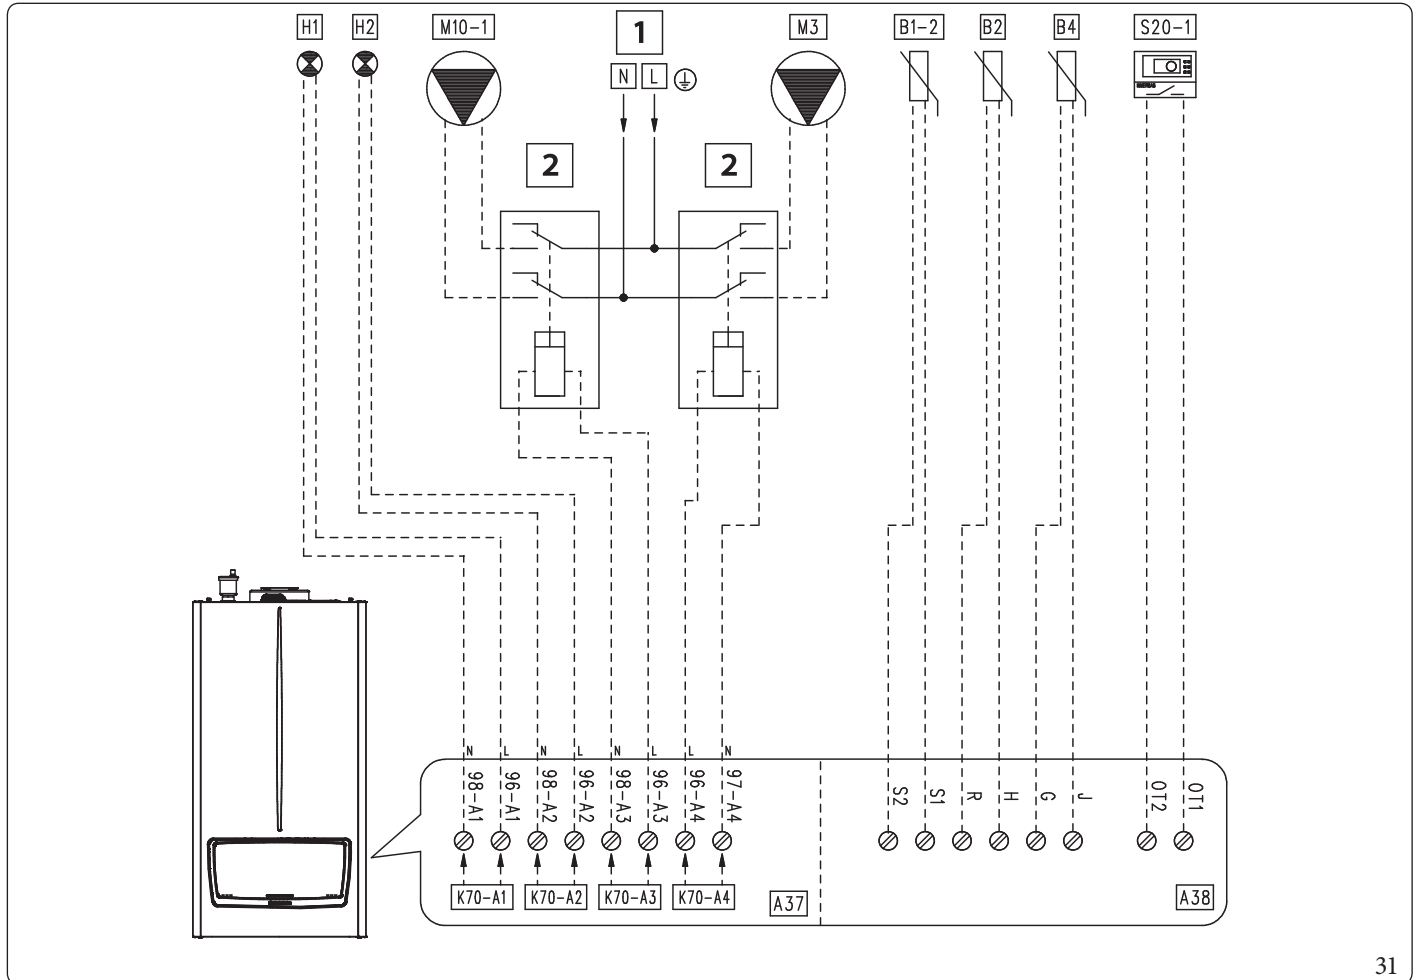 H1 H2 M10-1 1 M3 B1-2 B2 B4 S20-1
N L
2 2
N L N L N L L N
98-A1 96-A1 98-A2 96-A2 98-A3 96-A3 96-A4 97-A4 S2 S1 R H G J OT2 OT1
K70-A1 K70-A2 K70-A3 K70-A4 A37 A38
31